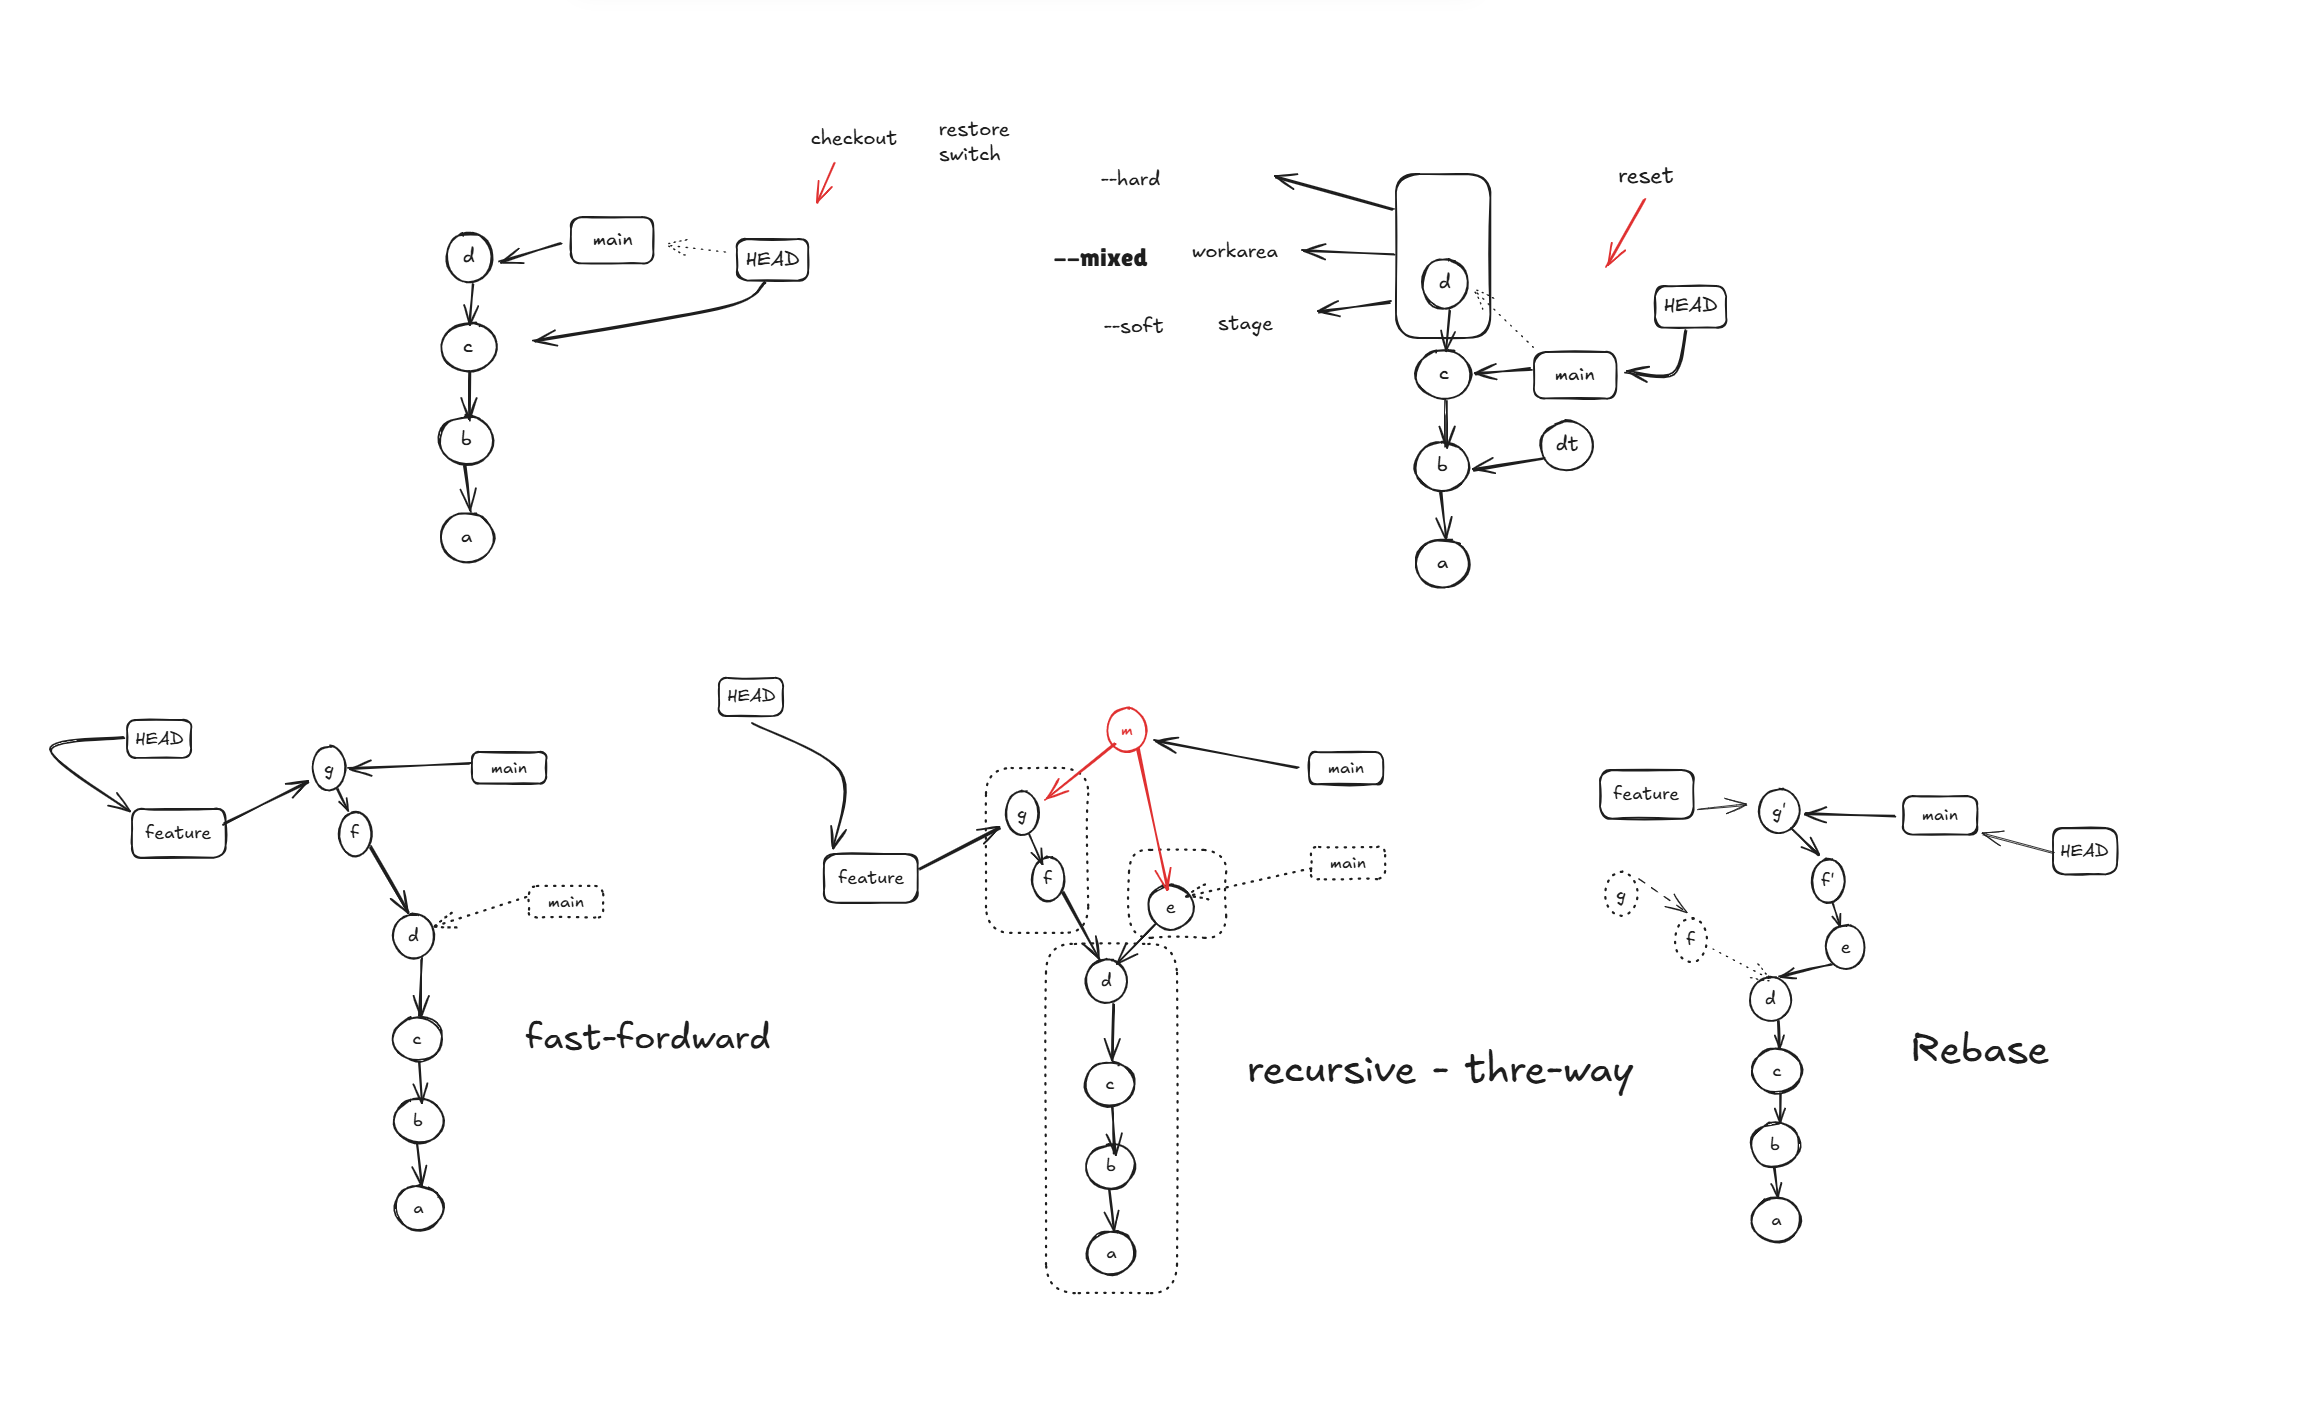 checkout
restore
switch
d
main
HEAD
c
b
a
reset
--hard
--mixed
workarea
--soft
stage
d
HEAD
c
main
dt
b
a
HEAD
g
main
feature
f
main
d
c
fast-fordward
b
a
HEAD
m
main
g
main
feature
f
e
d
c
recursive - thre-way
b
a
feature
g'
main
HEAD
f'
g
f
e
d
Rebase
c
b
a